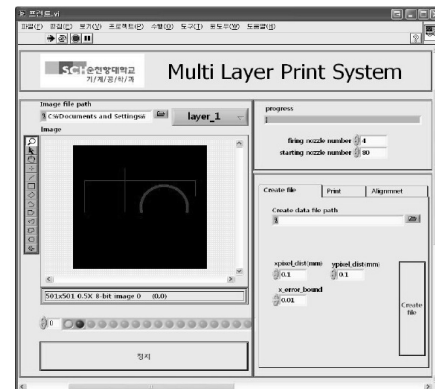 프린트.vi
파일(F) 편집(E) 보기(V) 프로젝트(P) 수행(O) 도구(T) 윈도우(W) 도움말(H)
SCH 순천향대학교
기/계/공/학/과
Multi Layer Print System
Image file path
C:\Documents and Settings\
layer_1
Image
501x501 0.5X 8-bit image 0 (0,0)
0
정지
progress
firing nozzle number 4
starting nozzle number 80
Create file Print Alignmnet
Create data file path
xpixel_dist(mm) ypixel_dist(mm)
0.1 0.1
x_error_bound
0.01
Create
file